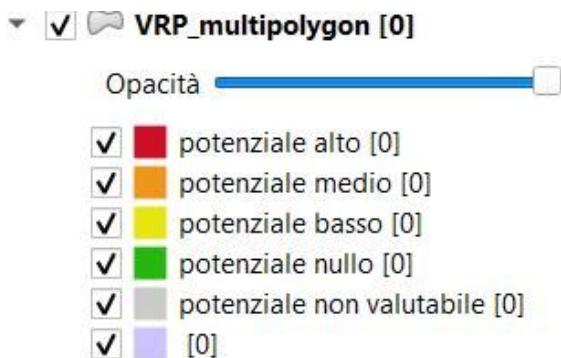 VRP_multipolygon [0]
Opacità
potenziale alto [0]
potenziale medio [0]
potenziale basso [0]
potenziale nullo [0]
potenziale non valutabile [0]
[0]